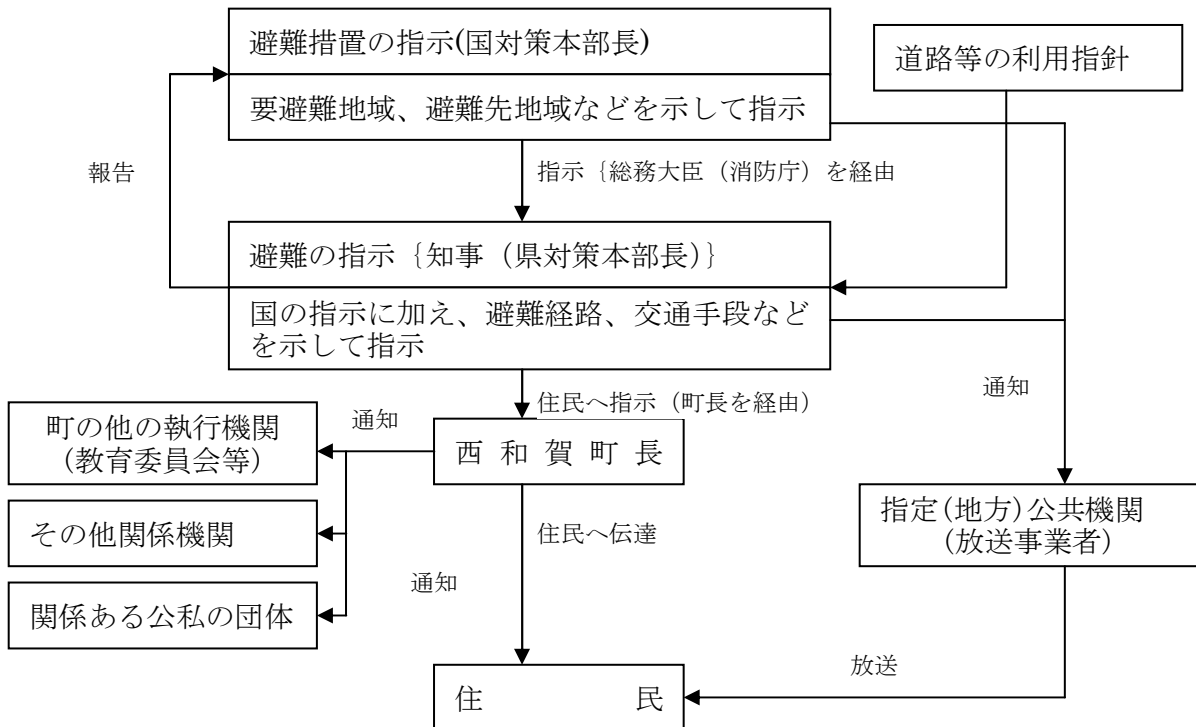 避難措置の指示(国対策本部長)
道路等の利用指針
要避難地域、避難先地域などを示して指示
報告
指示{総務大臣(消防庁)を経由
避難の指示{知事(県対策本部長)}
国の指示に加え、避難経路、交通手段など
を示して指示
通知
住民へ指示(町長を経由)
通知
町の他の執行機関
(教育委員会等)
西和賀町長
その他関係機関
住民へ伝達
指定(地方)公共機関
(放送事業者)
通知
関係ある公私の団体
放送
住民